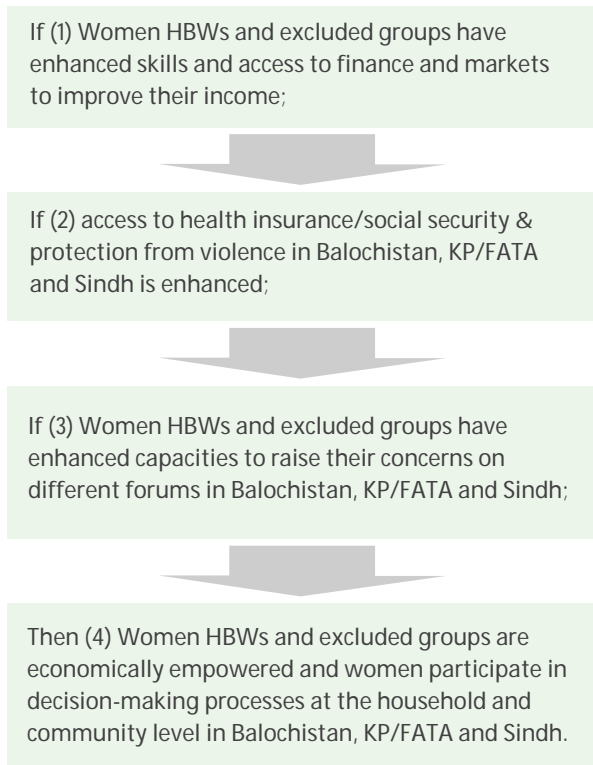 If (1) Women HBWs and excluded groups have
enhanced skills and access to finance and markets
to improve their income;
If (2) access to health insurance/social security &
protection from violence in Balochistan, KP/FATA
and Sindh is enhanced;
If (3) Women HBWs and excluded groups have
enhanced capacities to raise their concerns on
different forums in Balochistan, KP/FATA and Sindh;
Then (4) Women HBWs and excluded groups are
economically empowered and women participate in
decision-making processes at the household and
community level in Balochistan, KP/FATA and Sindh.